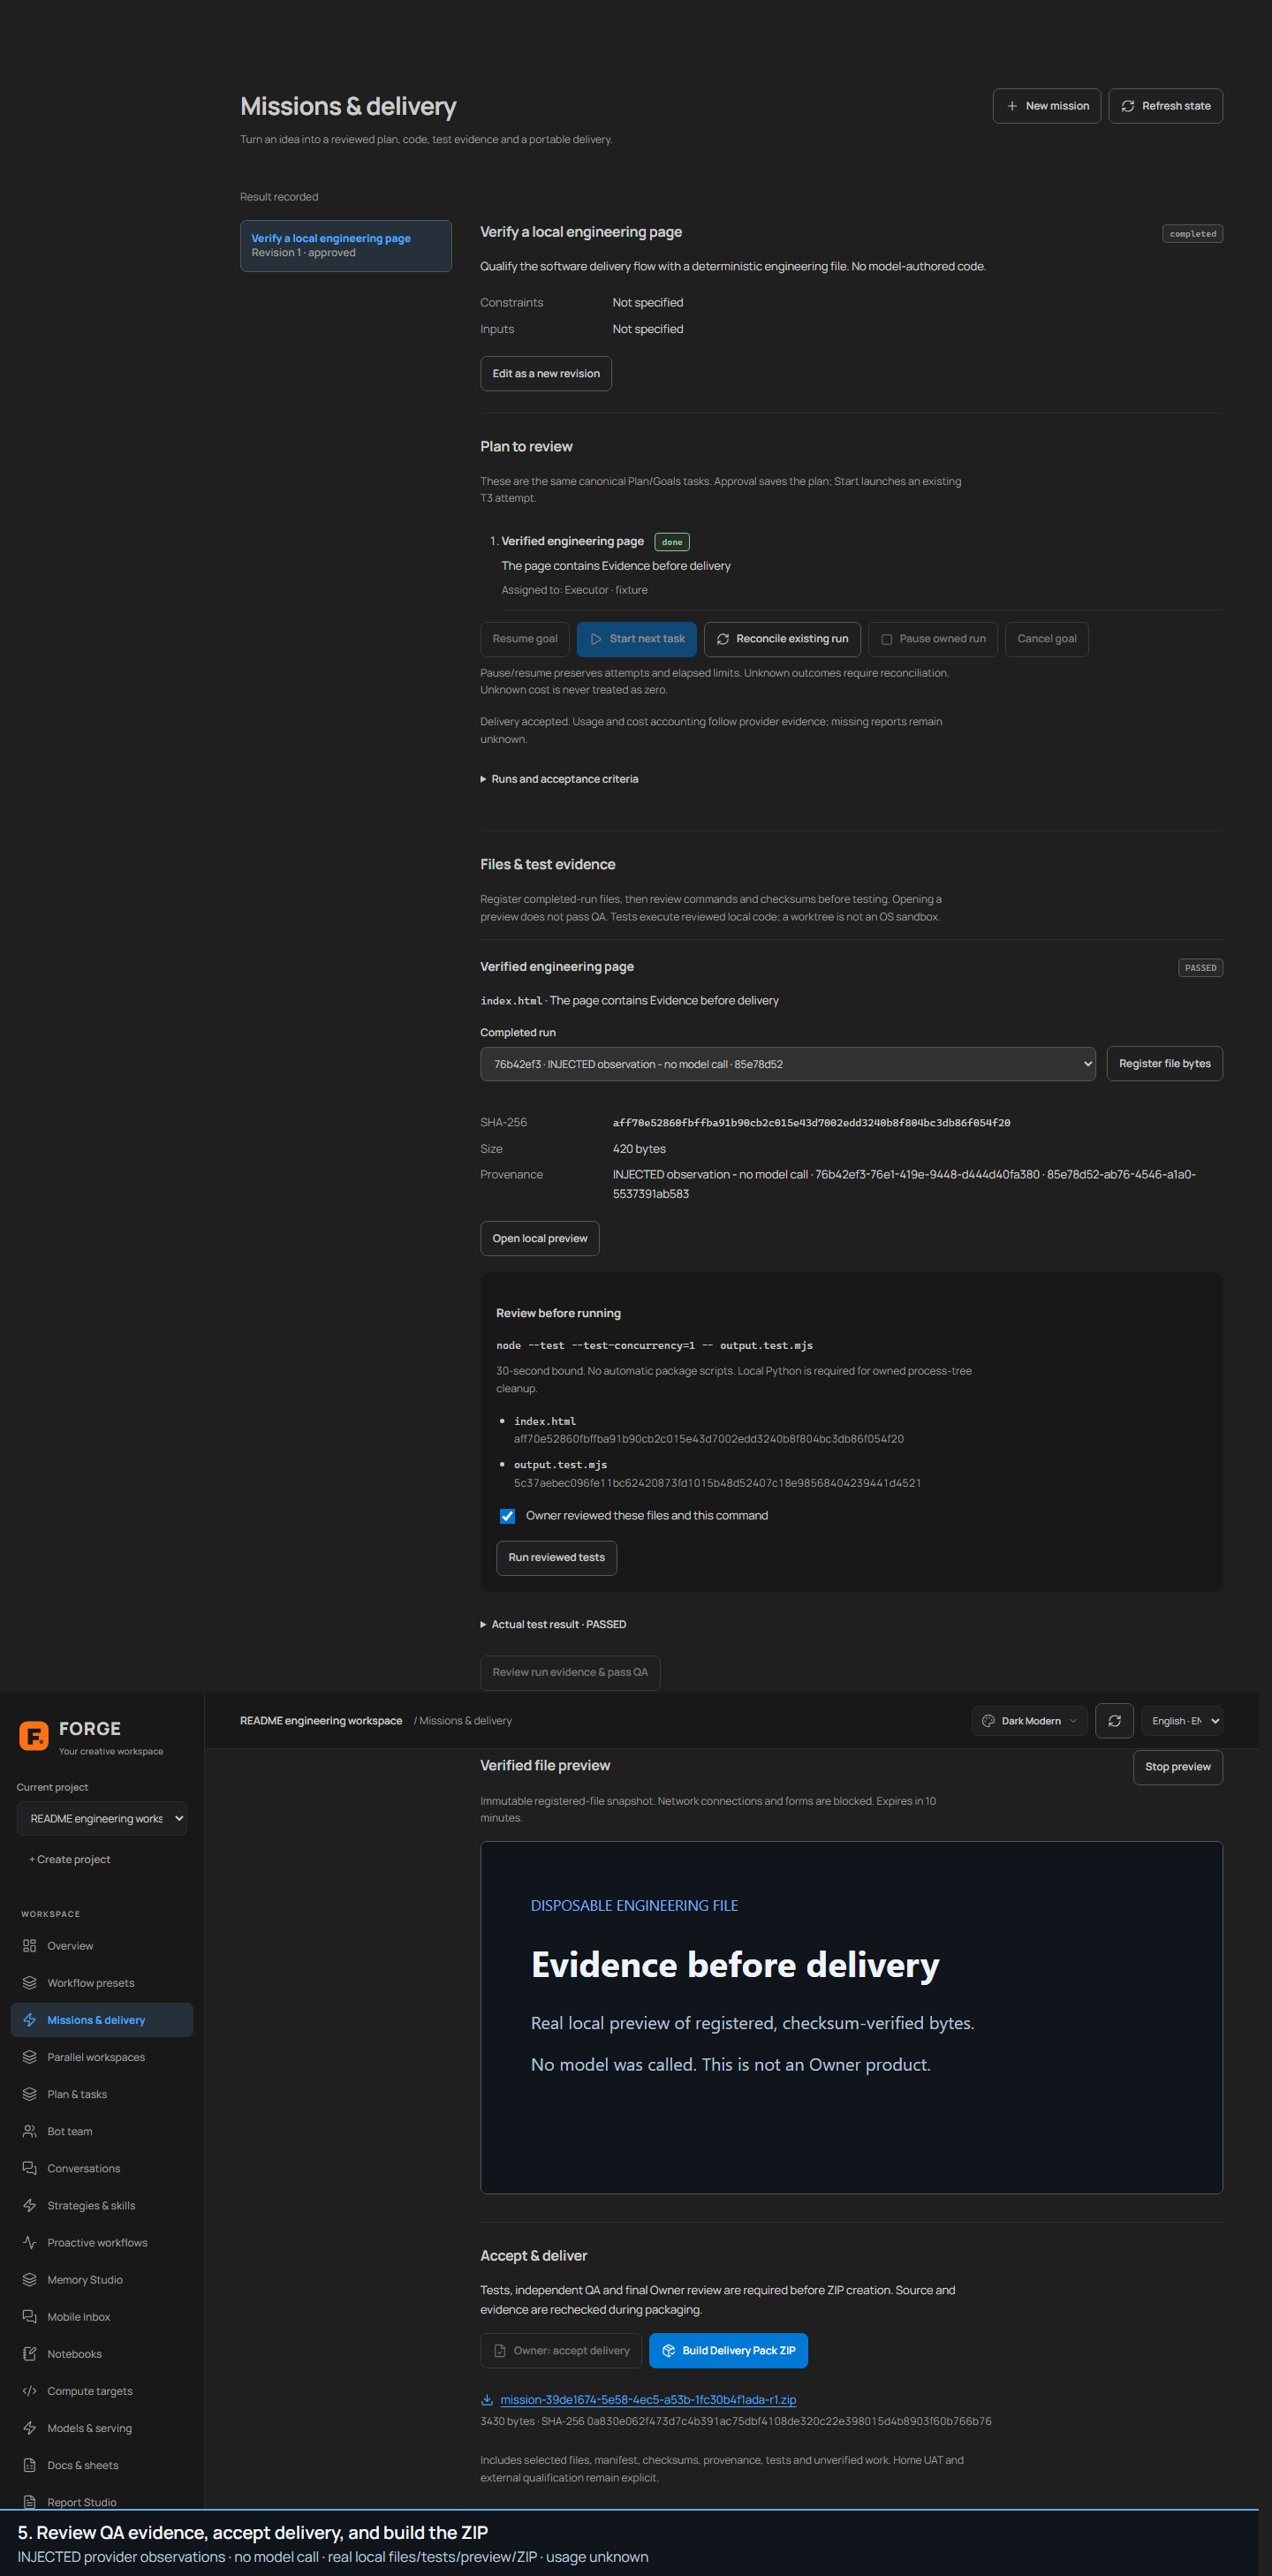 Missions & delivery
New mission
Refresh state
Turn an idea into a reviewed plan, code, test evidence and a portable delivery.
Result recorded
Verify a local engineering page
Revision 1 · approved
Verify a local engineering page
completed
Qualify the software delivery flow with a deterministic engineering file. No model-authored code.
Constraints Not specified
Inputs Not specified
Edit as a new revision
Plan to review
These are the same canonical Plan/Goals tasks. Approval saves the plan; Start launches an existing
T3 attempt.
1. Verified engineering page done
The page contains Evidence before delivery
Assigned to: Executor · fixture
Resume goal
Start next task
Reconcile existing run
Pause owned run
Cancel goal
Pause/resume preserves attempts and elapsed limits. Unknown outcomes require reconciliation.
Unknown cost is never treated as zero.
Delivery accepted. Usage and cost accounting follow provider evidence; missing reports remain
unknown.
Runs and acceptance criteria
Files & test evidence
Register completed-run files, then review commands and checksums before testing. Opening a
preview does not pass QA. Tests execute reviewed local code; a worktree is not an OS sandbox.
Verified engineering page
PASSED
index.html · The page contains Evidence before delivery
Completed run
76b42ef3 · INJECTED observation - no model call · 85e78d52
Register file bytes
SHA-256 aff70e52860fbffba91b90cb2c015e43d7002edd3240b8f804bc3db86f054f20
Size 420 bytes
Provenance INJECTED observation - no model call · 76b42ef3-76e1-419e-9448-d444d40fa380 · 85e78d52-ab76-4546-a1a0-
5537391ab583
Open local preview
Review before running
node --test --test-concurrency=1 -- output.test.mjs
30-second bound. No automatic package scripts. Local Python is required for owned process-tree
cleanup.
index.html
aff70e52860fbffba91b90cb2c015e43d7002edd3240b8f804bc3db86f054f20
output.test.mjs
5c37aebec096fe11bc62420873fd1015b48d52407c18e98568404239441d4521
Owner reviewed these files and this command
Run reviewed tests
Actual test result · PASSED
Review run evidence & pass QA
FORGE
Your creative workspace
Current project
README engineering works
+ Create project
WORKSPACE
Overview
Workflow presets
Missions & delivery
Parallel workspaces
Plan & tasks
Bot team
Conversations
Strategies & skills
Proactive workflows
Memory Studio
Mobile Inbox
Notebooks
Compute targets
Models & serving
Docs & sheets
Report Studio
README engineering workspace / Missions & delivery
Dark Modern
English · EN
Verified file preview
Stop preview
Immutable registered-file snapshot. Network connections and forms are blocked. Expires in 10
minutes.
DISPOSABLE ENGINEERING FILE
Evidence before delivery
Real local preview of registered, checksum-verified bytes.
No model was called. This is not an Owner product.
Accept & deliver
Tests, independent QA and final Owner review are required before ZIP creation. Source and
evidence are rechecked during packaging.
Owner: accept delivery
Build Delivery Pack ZIP
mission-39de1674-5e58-4ec5-a53b-1fc30b4f1ada-r1.zip
3430 bytes · SHA-256 0a830e062f473d7c4b391ac75dbf4108de320c22e398015d4b8903f60b766b76
Includes selected files, manifest, checksums, provenance, tests and unverified work. Home UAT and
external qualification remain explicit.
5. Review QA evidence, accept delivery, and build the ZIP
INJECTED provider observations · no model call · real local files/tests/preview/ZIP · usage unknown